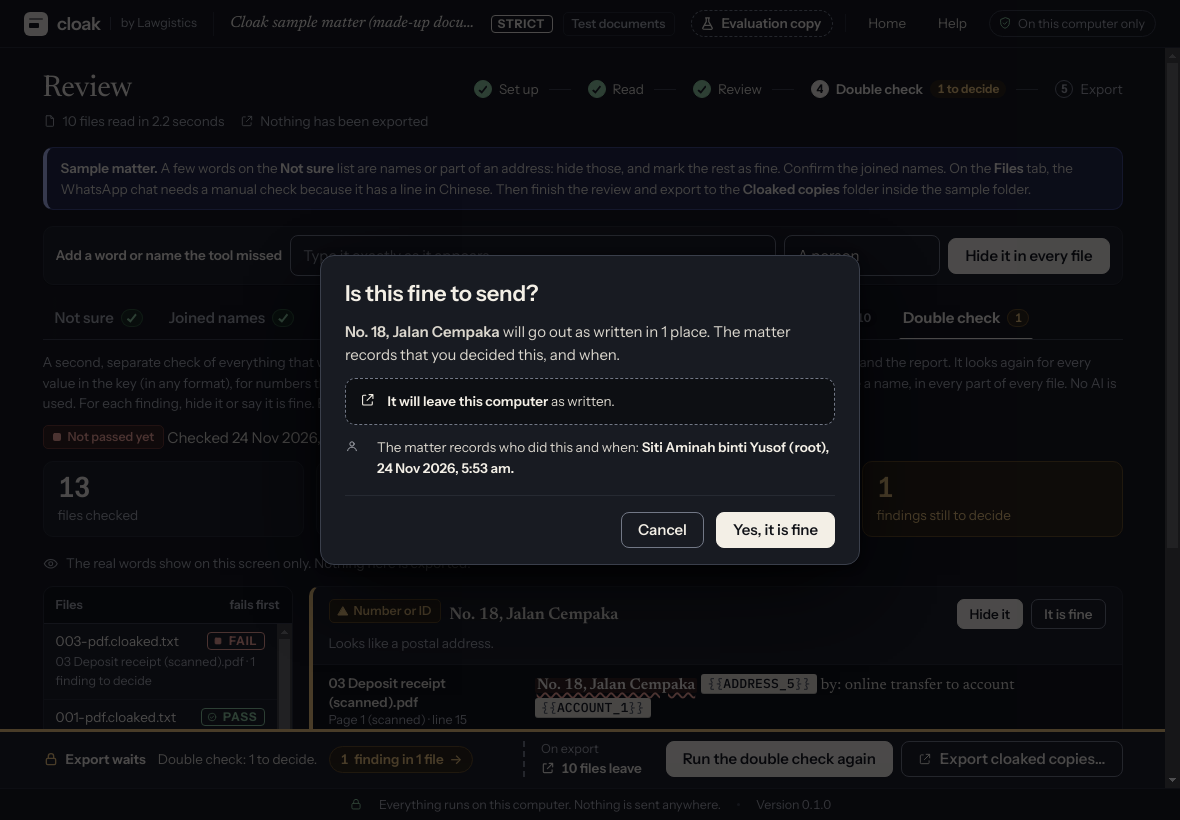 cloak by Lawgistics Cloak sample matter (made-up docu... STRICT Test documents Evaluation copy Home Help On this computer only
Review
Set up Read Review 4 Double check 1 to decide 5 Export
10 files read in 2.2 seconds Nothing has been exported
Sample matter. A few words on the Not sure list are names or part of an address: hide those, and mark the rest as fine. Confirm the joined names. On the Files tab, the
WhatsApp chat needs a manual check because it has a line in Chinese. Then finish the review and export to the Cloaked copies folder inside the sample folder.
Add a word or name the tool missed Hide it in every file
Is this fine to send?
No. 18, Jalan Cempaka will go out as written in 1 place. The matter
records that you decided this, and when.
It will leave this computer as written.
The matter records who did this and when: Siti Aminah binti Yusof (root),
24 Nov 2026, 5:53 am.
Cancel Yes, it is fine
Not sure Joined names 10 Double check 1
A second, separate check of everything that and the report. It looks again for every
value in the key (in any format), for numbers a name, in every part of every file. No AI is
used. For each finding, hide it or say it is fine.
Not passed yet Checked 24 Nov 2026,
13 1
files checked findings still to decide
The real words show on this screen only. Nothing here is exported.
Files fails first
003-pdf.cloaked.txt FAIL
03 Deposit receipt (scanned).pdf · 1
finding to decide
001-pdf.cloaked.txt PASS
Number or ID No. 18, Jalan Cempaka Hide it It is fine
Looks like a postal address.
03 Deposit receipt
(scanned).pdf
Page 1 (scanned) · line 15
No. 18, Jalan Cempaka {{ADDRESS_5}} by: online transfer to account
{{ACCOUNT_1}}
Export waits Double check: 1 to decide. 1 finding in 1 file →
On export
10 files leave
Run the double check again Export cloaked copies...
Everything runs on this computer. Nothing is sent anywhere. · Version 0.1.0